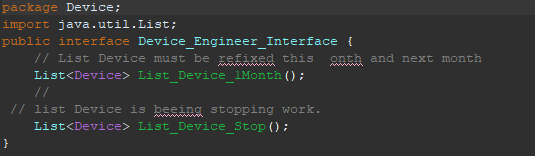 package Device;
import java.util.List;
public interface Device_Engineer_Interface {
// List Device must be refixed this  onth and next month
List<Device> List_Device_1Month();
//
// list Device is beeing stopping work.
List<Device> List_Device_Stop();
}